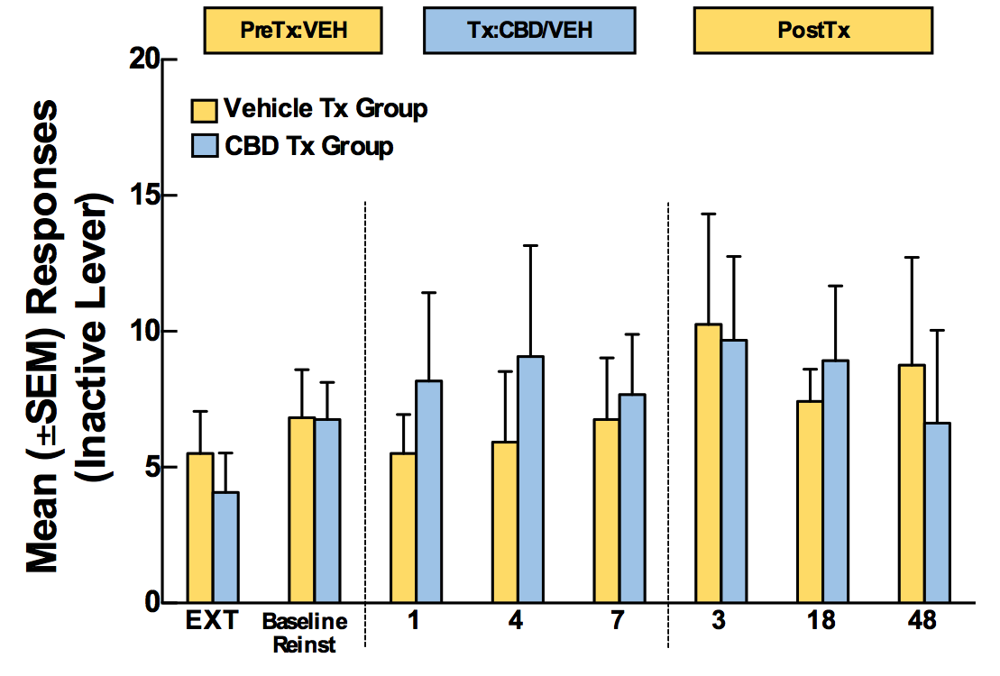 PreTx:VEH
Tx:CBD/VEH
PostTx
20
15
10
5
0
Mean (±SEM) Responses
(Inactive Lever)
Vehicle Tx Group
CBD Tx Group
EXT
Baseline
Reinst
1
4
7
3
18
48